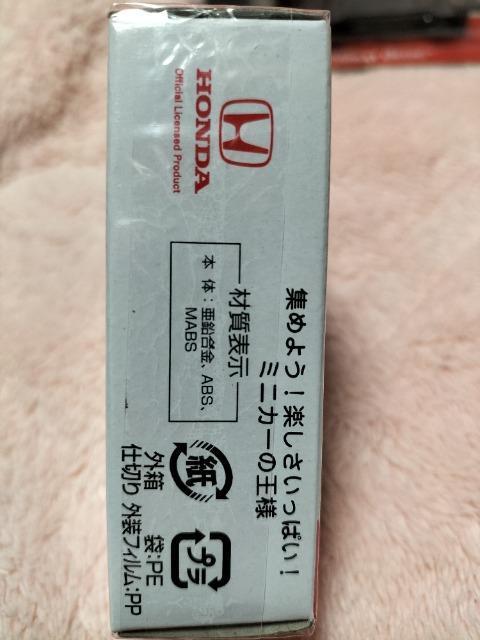 HONDA
Official Licensed Product
集めよう！楽しさいっぱい！
ミニカーの王様
材質表示
本 体：亜鉛合金、ABS、
MABS
紙
外箱
仕切り
プラ
袋:PE
外装フィルム:PP